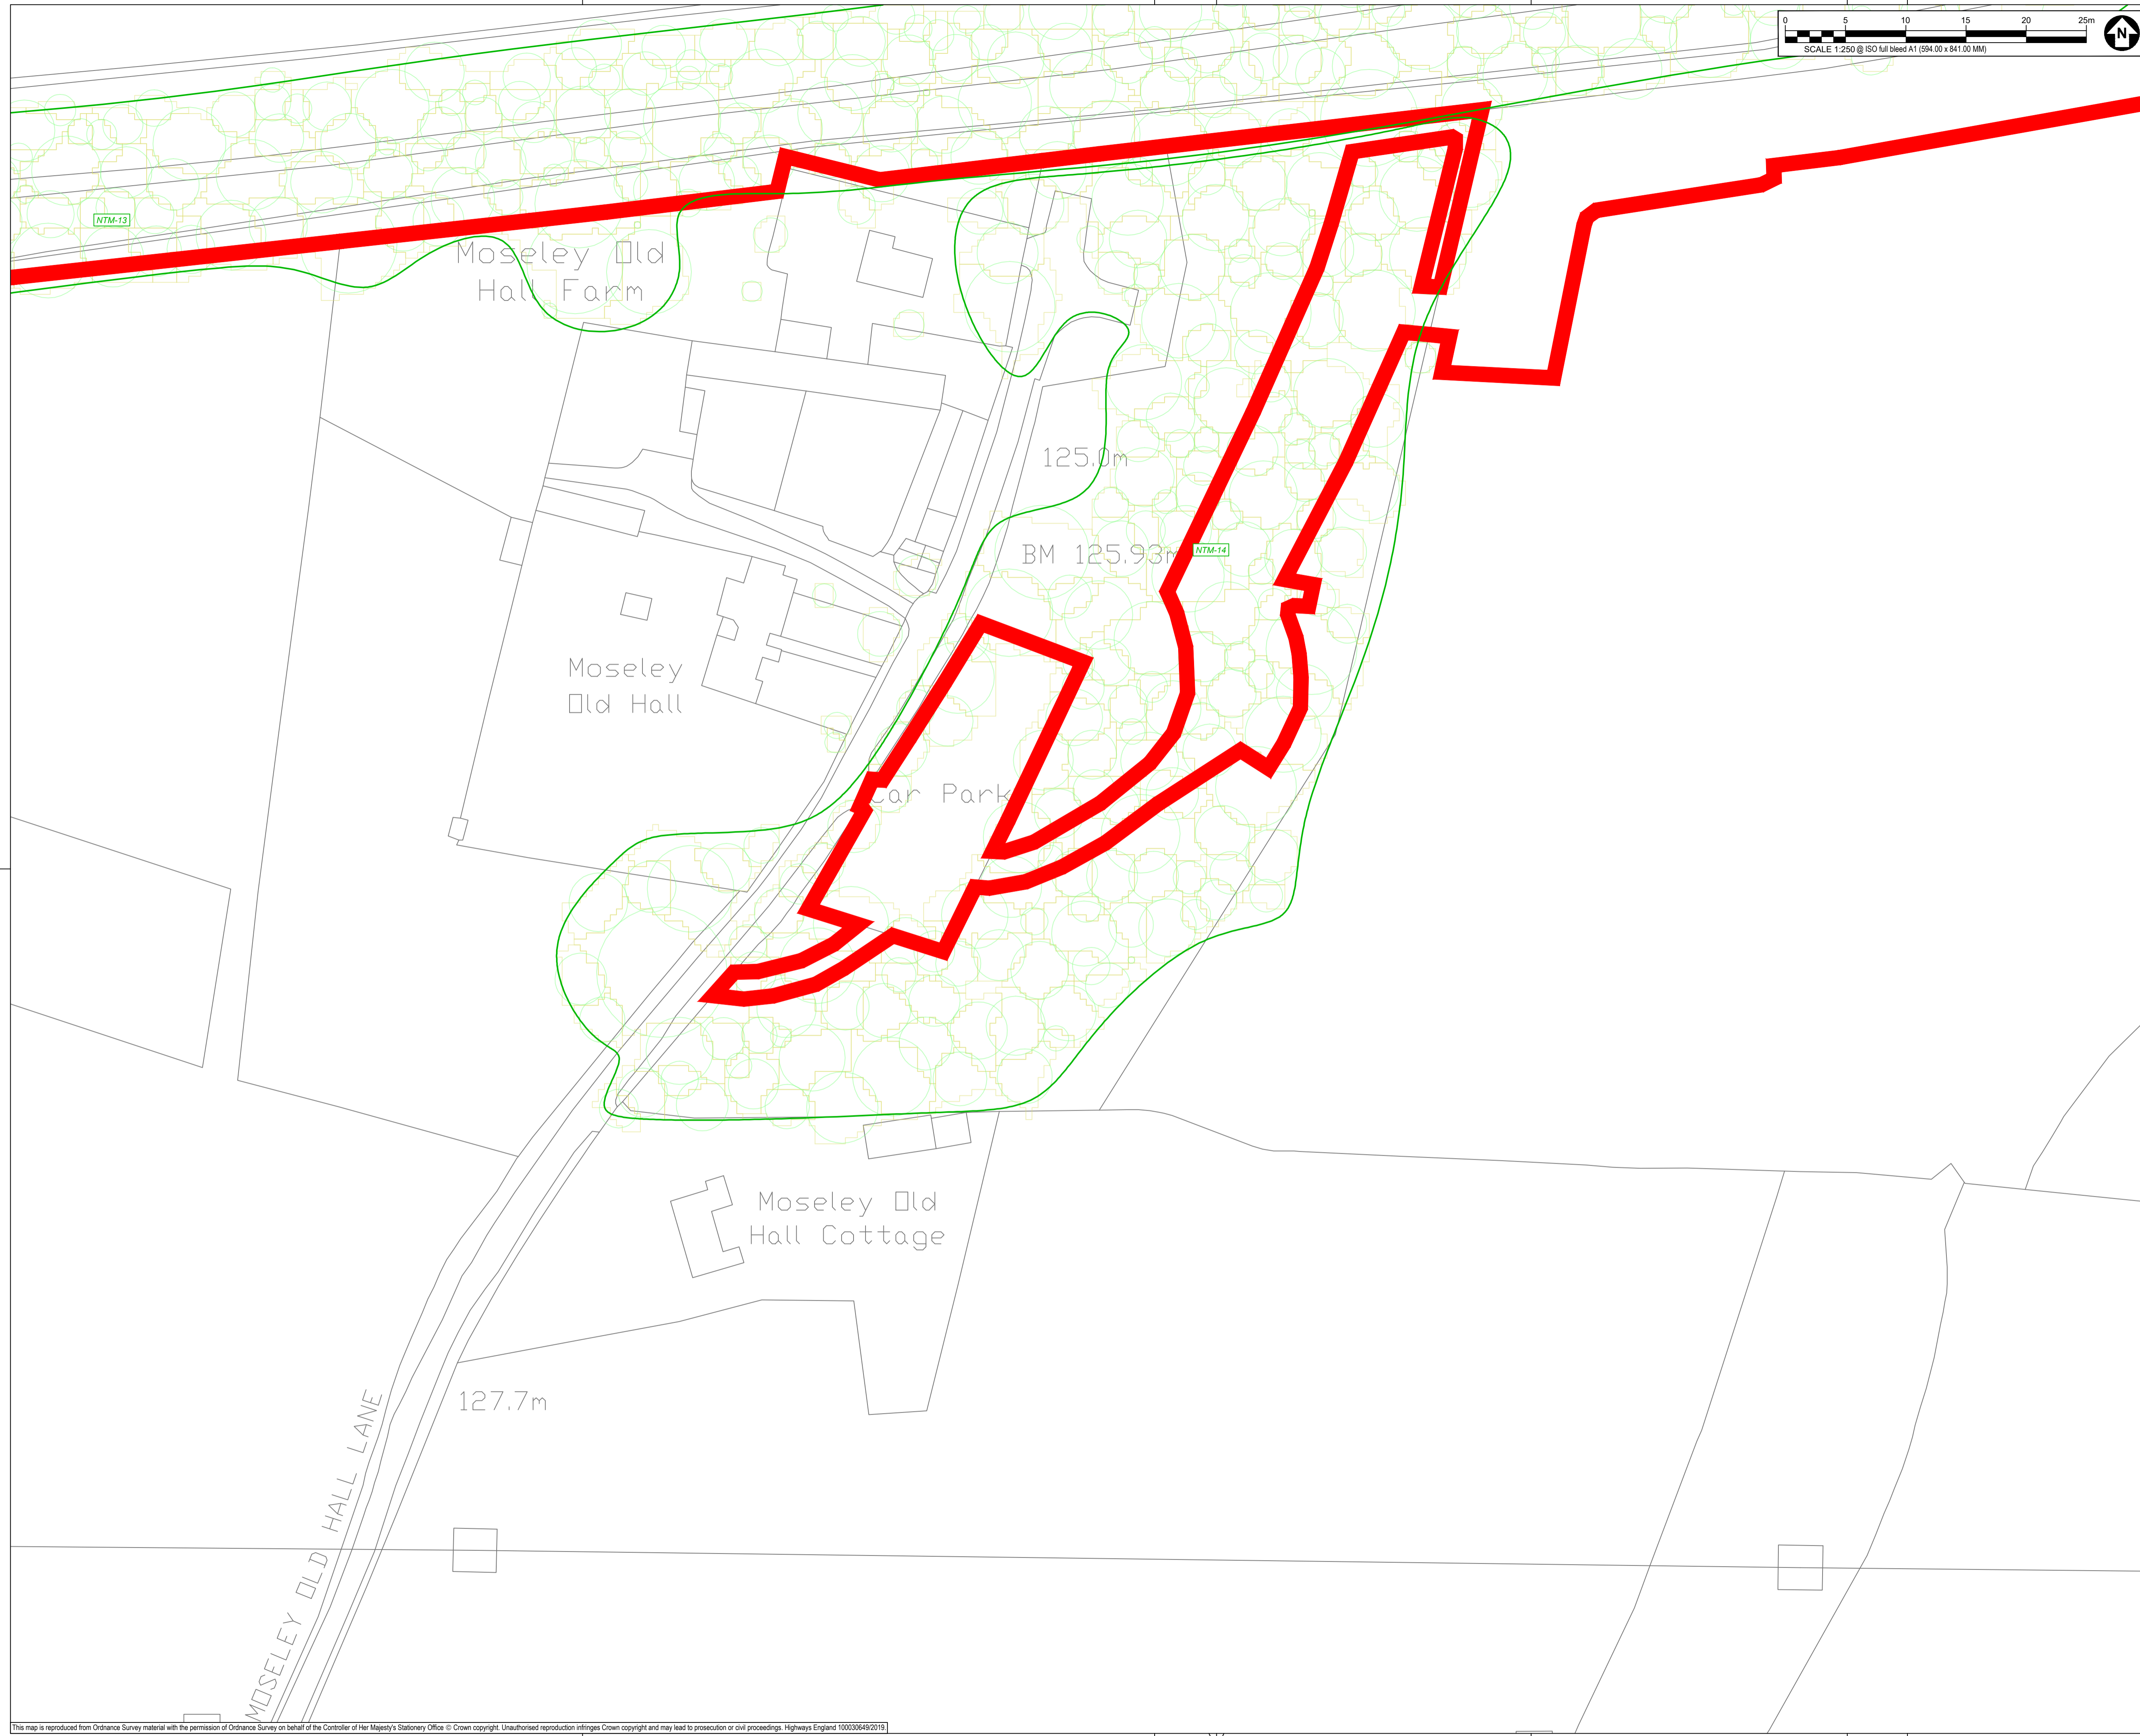 0 5 10 15 20 25m
N
SCALE 1:250 @ ISO full bleed A1 (594.00 x 841.00 MM)
NTM-13
Moseley Old
Hall Farm
125.0m
BM 125.93m
NTM-14
Moseley
Old Hall
Car Park
Moseley Old
Hall Cottage
127.7m
MOSELEY OLD HALL LANE
This map is reproduced from Ordnance Survey material with the permission of Ordnance Survey on behalf of the Controller of Her Majesty's Stationery Office © Crown copyright. Unauthorised reproduction infringes Crown copyright and may lead to prosecution or civil proceedings. Highways England 100030649/2019.